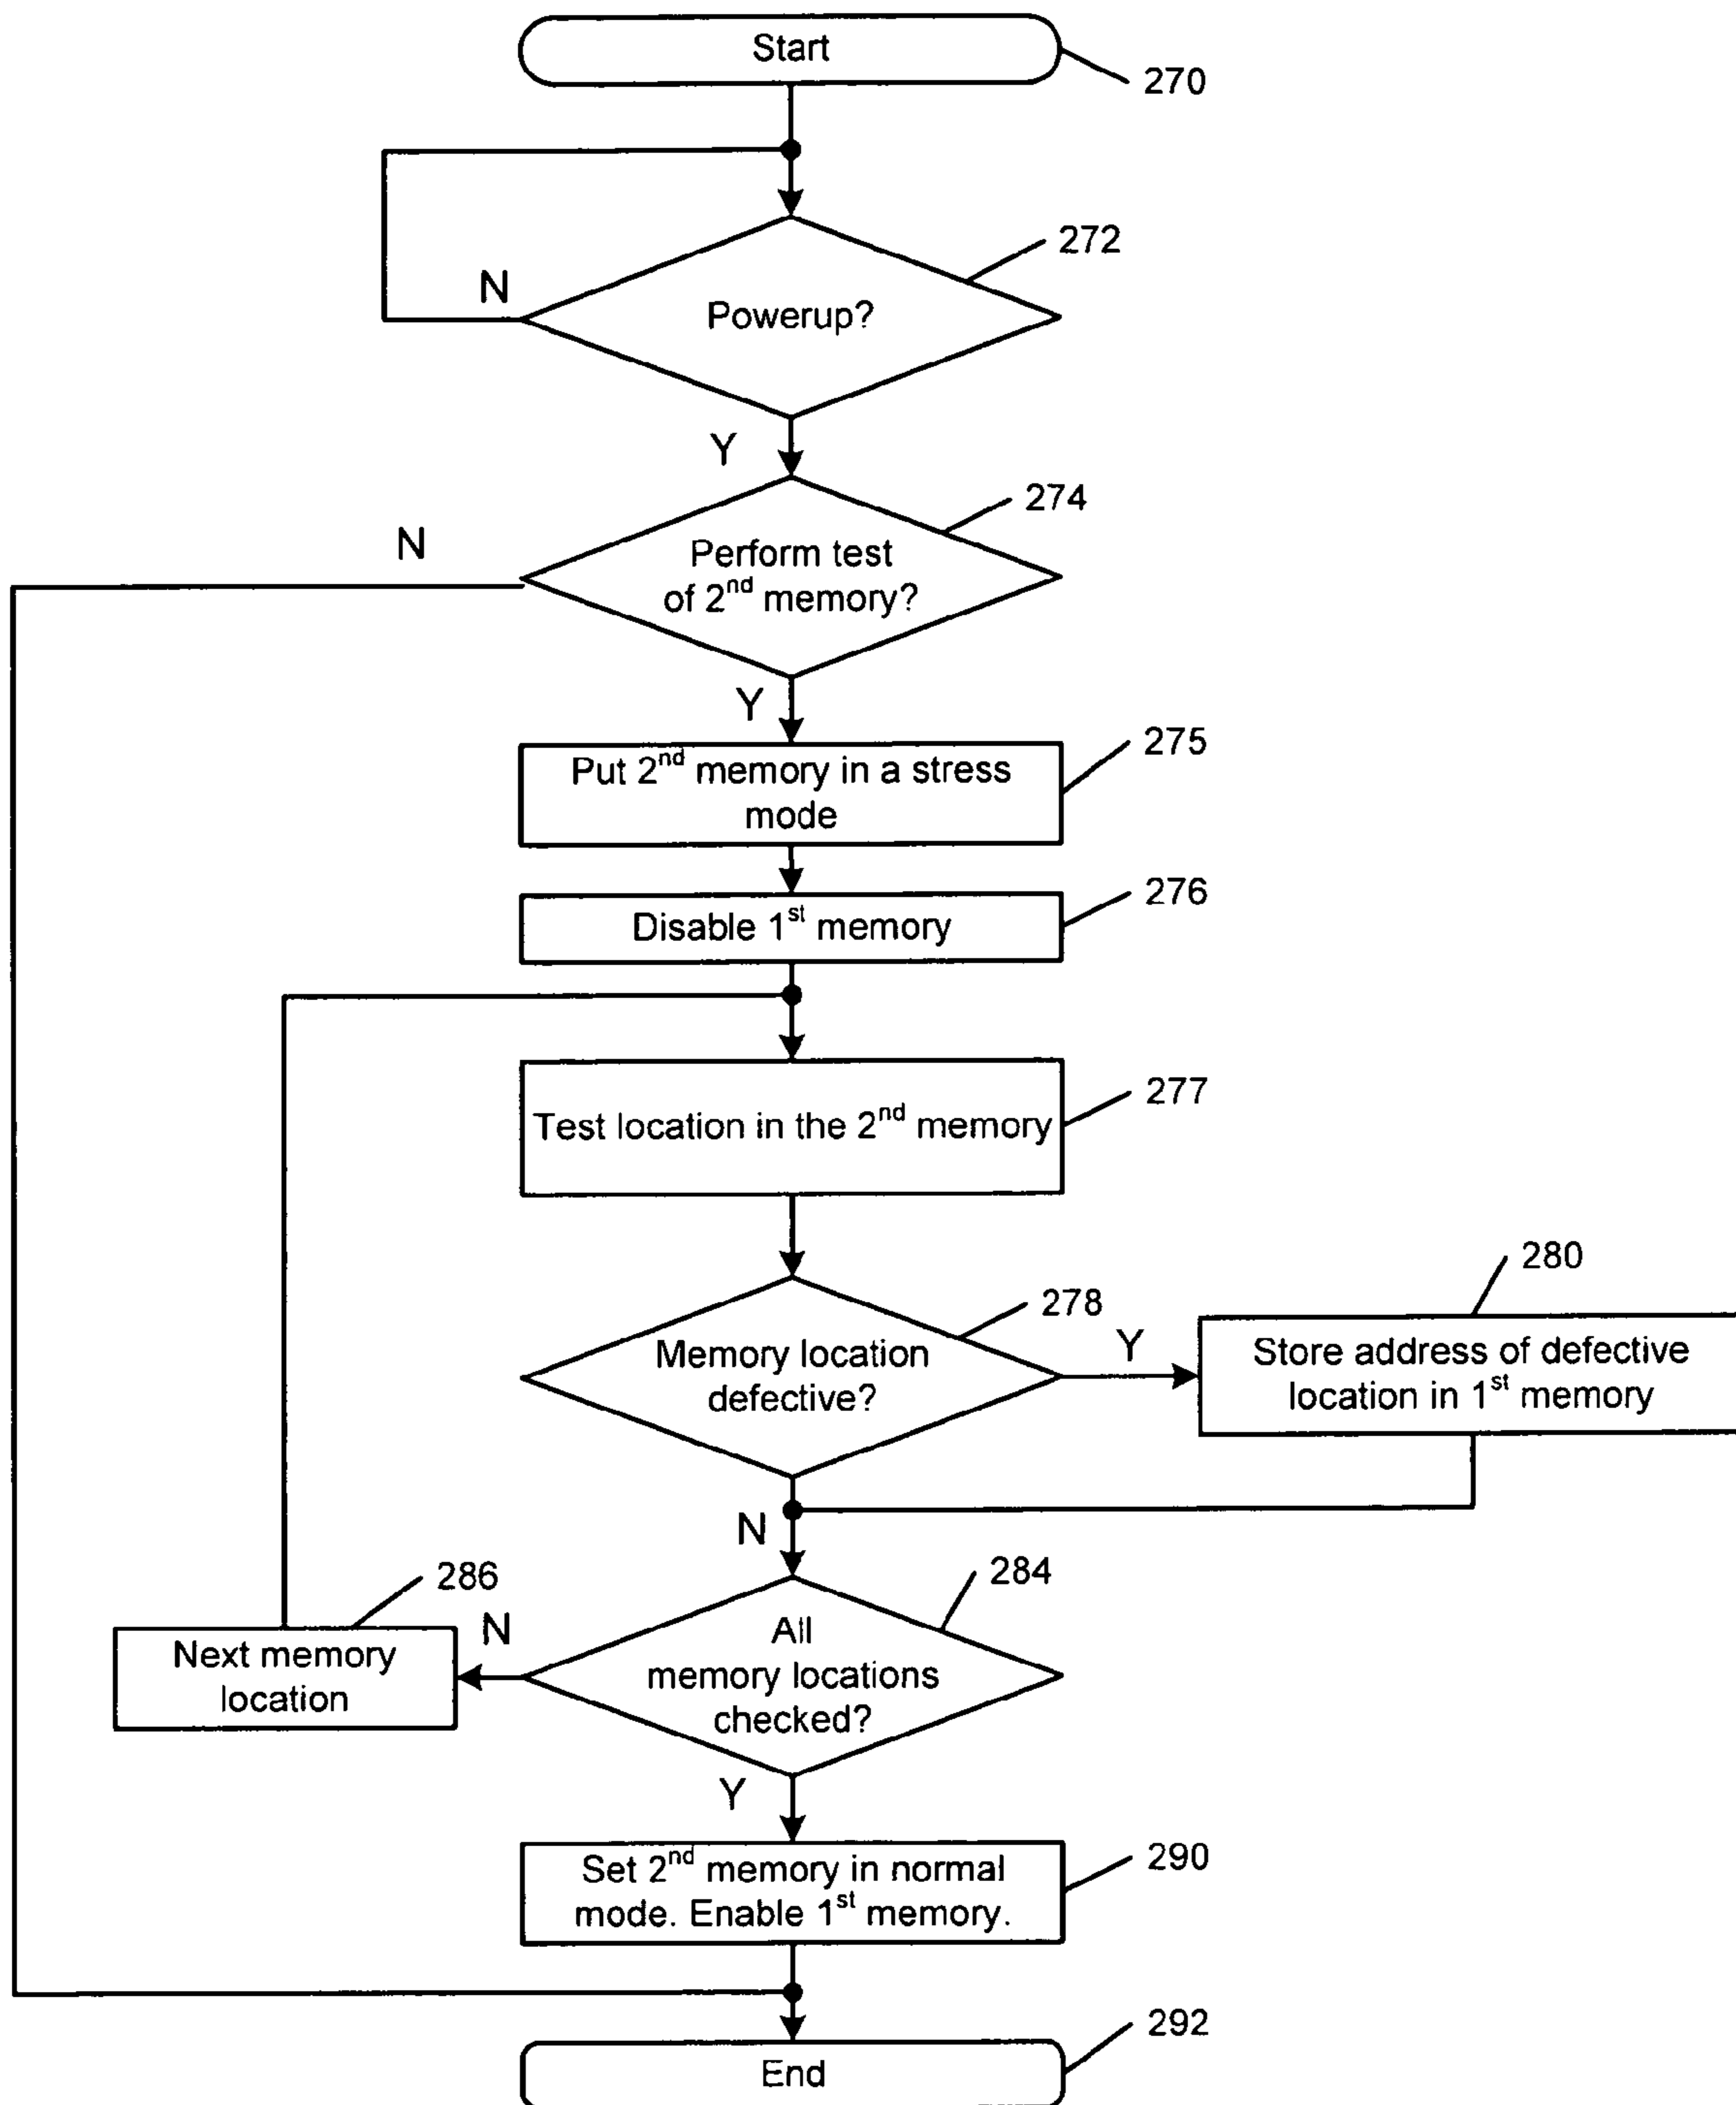 Start
270
272
N
Powerup?
Y
274
N
Perform test
of 2nd memory?
Y
275
Put 2nd memory in a stress
mode
276
Disable 1st memory
277
Test location in the 2nd memory
280
278
Y
Memory location
defective?
Store address of defective
location in 1st memory
N
284
286
N
All
memory locations
checked?
Next memory
location
Y
290
Set 2nd memory in normal
mode. Enable 1st memory.
292
End